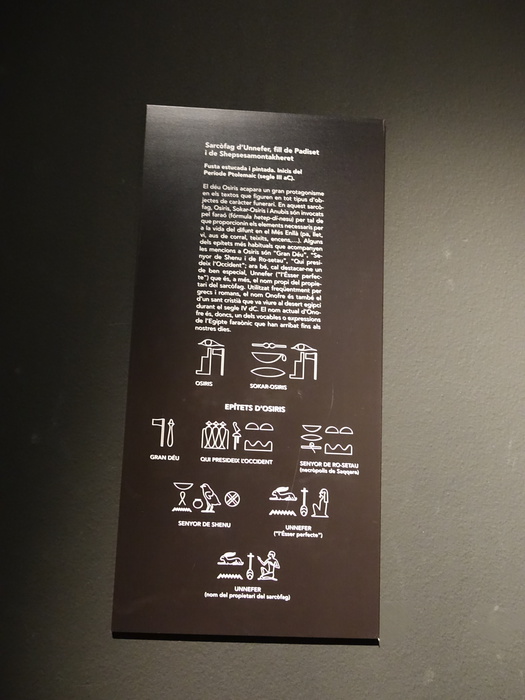 Sarcòfag d'Unnefer, fill de Padiset
i de Shepsesamontakheret
Fusta estucada i pintada. Inicis del
Període Ptolemaic (segle III aC).
El déu Osiris acapara un gran protagonisme
en els textos que figuren en tot tipus d'ob-
jectes de caràcter funerari. En aquest sarcò-
fag, Osiris, Sokar-Osiris i Anubis són invocats
pel faraó (fórmula hetep-di-nesu) per tal de
que proporcionin els elements necessaris per
a la vida del difunt en el Més Enllà (pa, llet,
vi, aus de corral, teixits, encens,...). Alguns
dels epítets més habituals que acompanyen
les mencions a Osiris són "Gran Déu", "Se-
nyor de Shenu i de Ro-setau", "Qui presi-
deix l'Occident"; ara bé, cal destacar-ne un
de ben especial, Unnefer ("l'Ésser perfec-
te") que és, a més, el nom propi del propie-
tari del sarcòfag. Utilitzat freqüentment per
grecs i romans, el nom Onofre és també el
d'un sant cristià que va viure al desert egipci
durant el segle IV dC. El nom actual d'Ono-
fre és, doncs, un dels vocables o expressions
de l'Egipte faraònic que han arribat fins als
nostres dies.
OSIRIS
SOKAR-OSIRIS
EPÍTETS D'OSIRIS
GRAN DÉU
QUI PRESIDEIX L'OCCIDENT
SENYOR DE RO-SETAU
(necròpolis de Saqqara)
SENYOR DE SHENU
UNNEFER
("l'Ésser perfecte")
UNNEFER
(nom del propietari del sarcòfag)